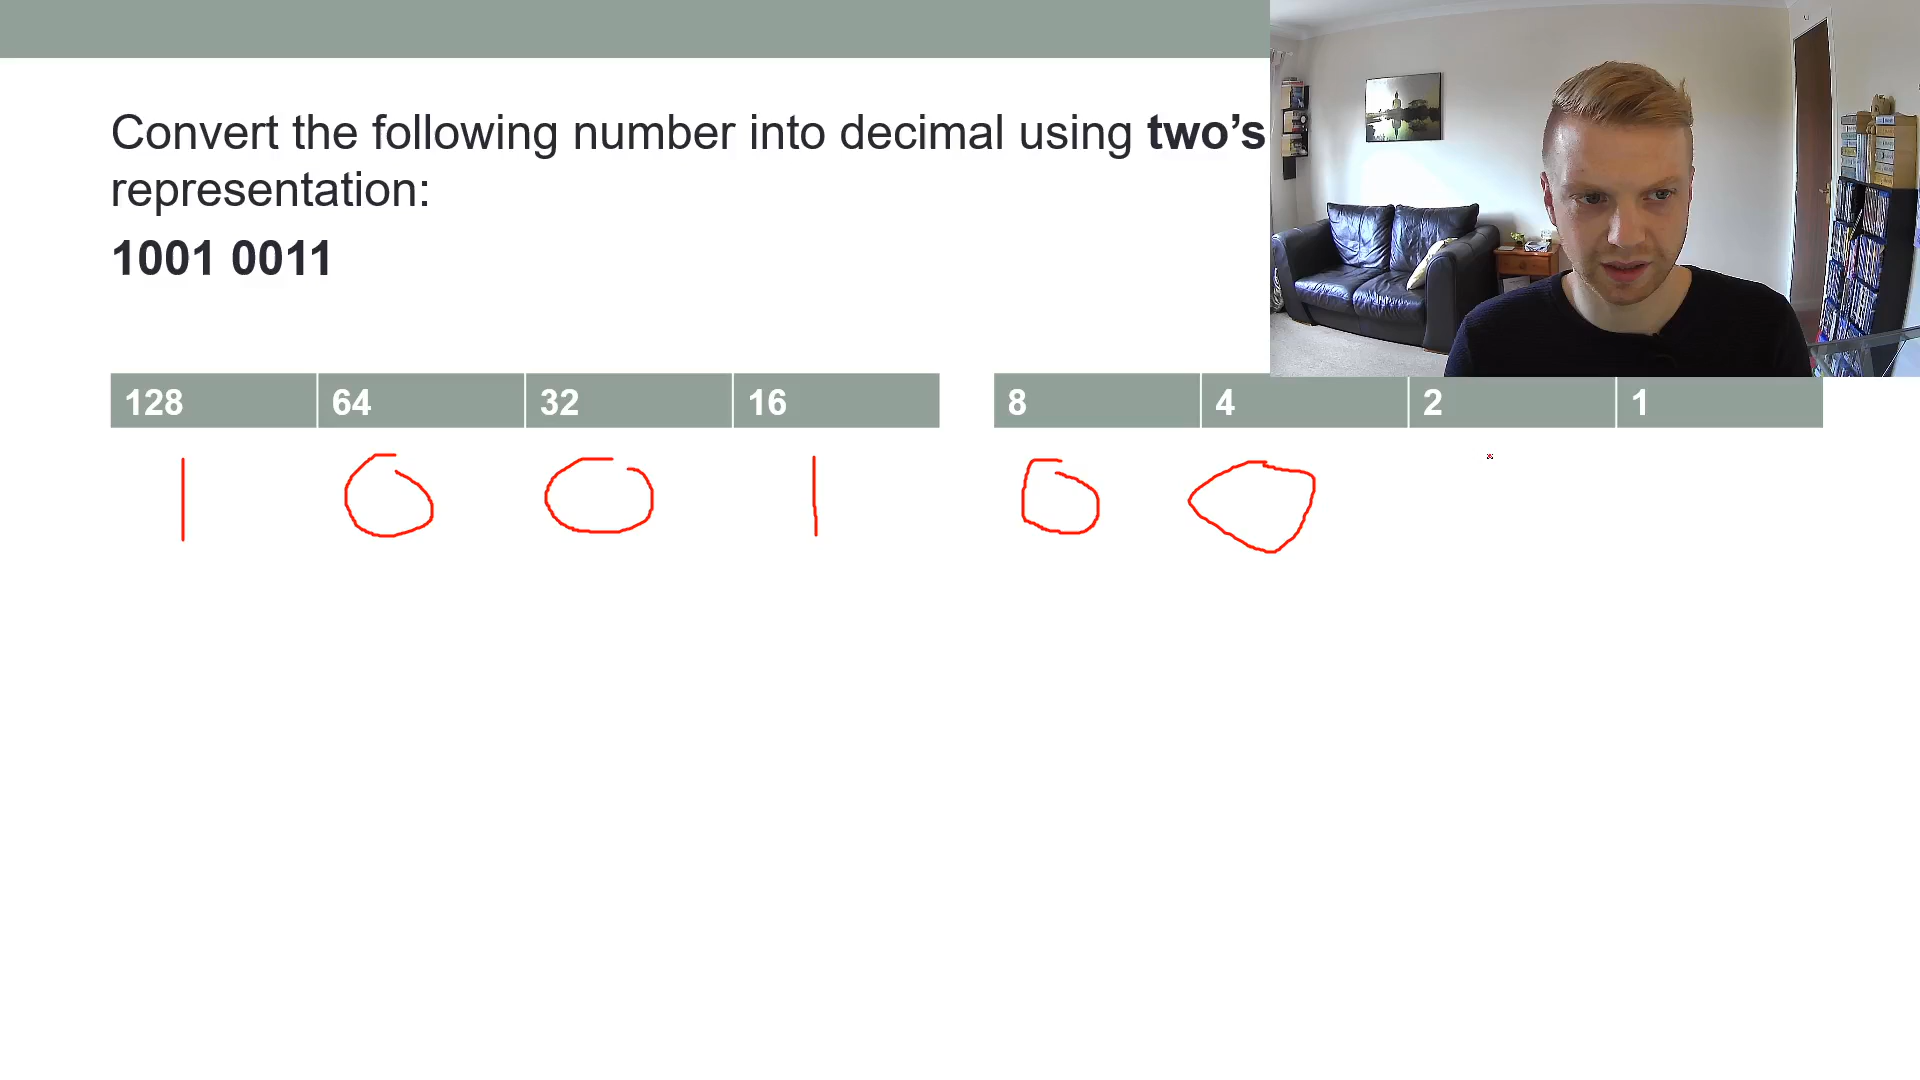 Convert the following number into decimal using two’s
representation:
1001 0011
128 64 32 16 8 4 2 1
1 0 0 1 0 0